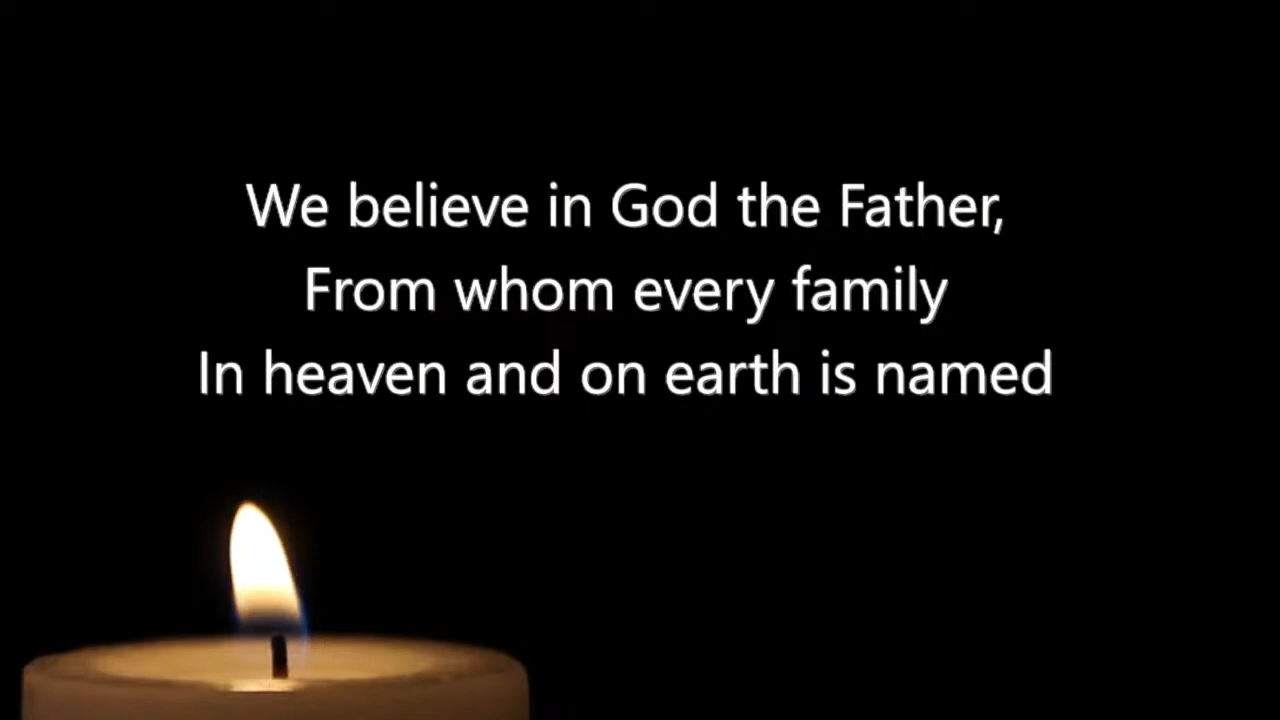 We believe in God the Father,
From whom every family
In heaven and on earth is named